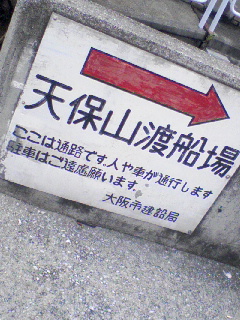 天保山渡船場
ここは通路です人や車が通行します
駐車はご遠慮願います。
大阪市建設局